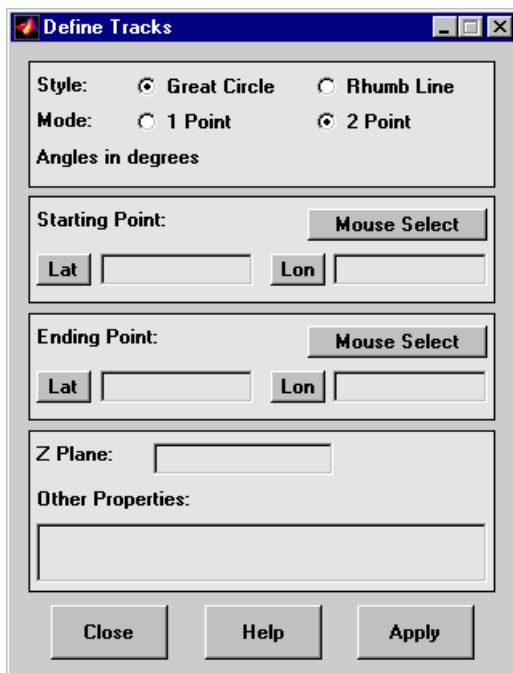 Define Tracks
Style: Great Circle Rhumb Line
Mode: 1 Point 2 Point
Angles in degrees
Starting Point: Mouse Select
Lat Lon
Ending Point: Mouse Select
Lat Lon
Z Plane:
Other Properties:
Close Help Apply